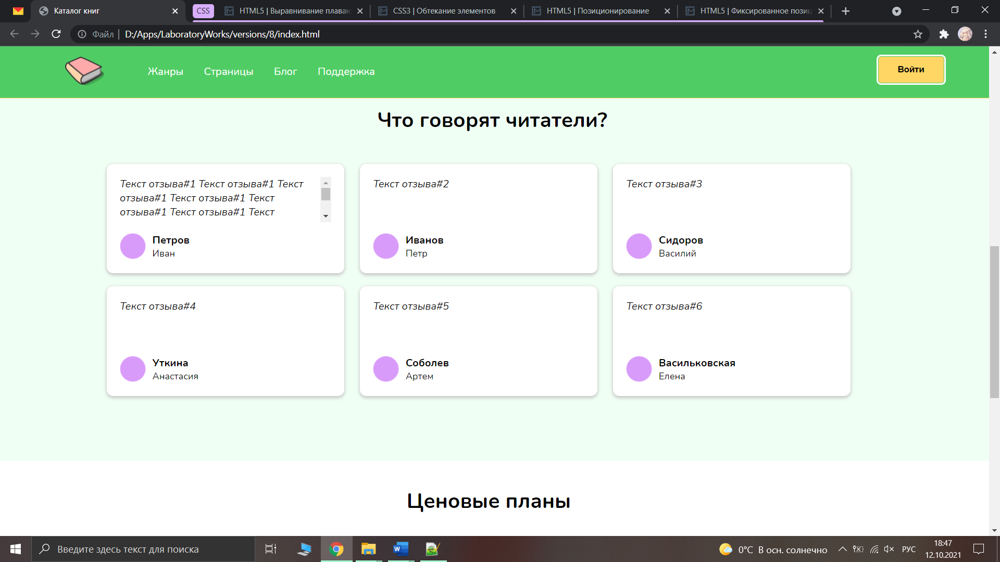 Каталог книг
CSS
HTML5 | Выравнивание плаваю
CSS3 | Обтекание элементов
HTML5 | Позиционирование
HTML5 | Фиксированное позиц
Файл | D:/Apps/LaboratoryWorks/versions/8/index.html
Жанры Страницы Блог Поддержка
Войти
Что говорят читатели?
Текст отзыва#1 Текст отзыва#1 Текст
отзыва#1 Текст отзыва#1 Текст
отзыва#1 Текст отзыва#1 Текст
Петров
Иван
Текст отзыва#2
Иванов
Петр
Текст отзыва#3
Сидоров
Василий
Текст отзыва#4
Уткина
Анастасия
Текст отзыва#5
Соболев
Артем
Текст отзыва#6
Васильковская
Елена
Ценовые планы
Введите здесь текст для поиска
0°C В осн. солнечно
РУС
18:47
12.10.2021